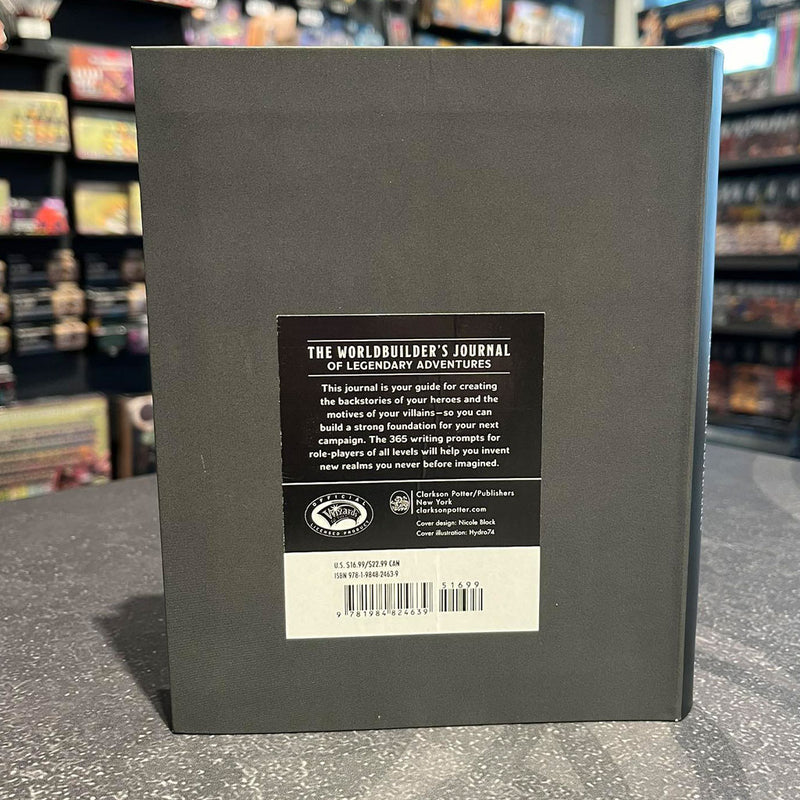 THE WORLDBUILDER'S JOURNAL
OF LEGENDARY ADVENTURES
This journal is your guide for creating
the backstories of your heroes and the
motives of your villains—so you can
build a strong foundation for your next
campaign. The 365 writing prompts for
role-players of all levels will help you invent
new realms you never before imagined.
OFFICIAL
Wizards
LICENSED PRODUCT
Clarkson Potter/Publishers
New York
clarksonpotter.com
Cover design: Nicole Block
Cover illustration: Hydro74
U.S. $16.99/$22.99 CAN
ISBN 978-1-9848-2463-9
51699
9 781984 824639